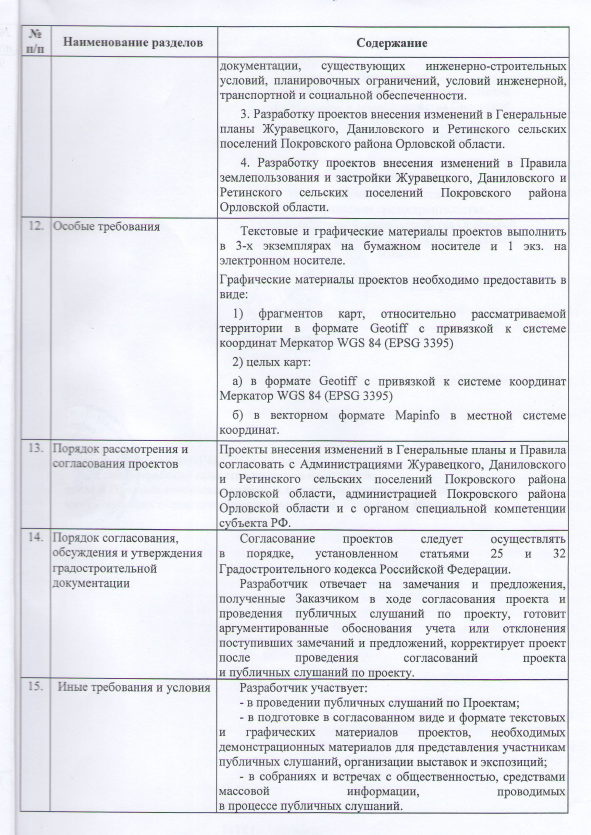 № п/п Наименование разделов Содержание
документации, существующих инженерно-строительных
условий, планировочных ограничений, условий инженерной,
транспортной и социальной обеспеченности.
3. Разработку проектов внесения изменений в Генеральные
планы Журавецкого, Даниловского и Ретинского сельских
поселений Покровского района Орловской области.
4. Разработку проектов внесения изменений в Правила
землепользования и застройки Журавецкого, Даниловского и
Ретинского сельских поселений Покровского района
Орловской области.
12. Особые требования
Текстовые и графические материалы проектов выполнить
в 3-х экземплярах на бумажном носителе и 1 экз. на
электронном носителе.
Графические материалы проектов необходимо предоставить в
виде:
1) фрагментов карт, относительно рассматриваемой
территории в формате Geotiff с привязкой к системе
координат Меркатор WGS 84 (EPSG 3395)
2) целых карт:
а) в формате Geotiff с привязкой к системе координат
Меркатор WGS 84 (EPSG 3395)
б) в векторном формате Mapinfo в местной системе
координат.
13. Порядок рассмотрения и
согласования проектов
Проекты внесения изменений в Генеральные планы и Правила
согласовать с Администрациями Журавецкого, Даниловского
и Ретинского сельских поселений Покровского района
Орловской области, администрацией Покровского района
Орловской области и с органом специальной компетенции
субъекта РФ.
14. Порядок согласования,
обсуждения и утверждения
градостроительной
документации
Согласование проектов следует осуществлять
в порядке, установленном статьями 25 и 32
Градостроительного кодекса Российской Федерации.
Разработчик отвечает на замечания и предложения,
полученные Заказчиком в ходе согласования проекта и
проведения публичных слушаний по проекту, готовит
аргументированные обоснования учета или отклонения
поступивших замечаний и предложений, корректирует проект
после проведения согласований проекта
и публичных слушаний по проекту.
15. Иные требования и условия
Разработчик участвует:
- в проведении публичных слушаний по Проектам;
- в подготовке в согласованном виде и формате текстовых
и графических материалов проектов, необходимых
демонстрационных материалов для представления участникам
публичных слушаний, организации выставок и экспозиций;
- в собраниях и встречах с общественностью, средствами
массовой информации, проводимых
в процессе публичных слушаний.